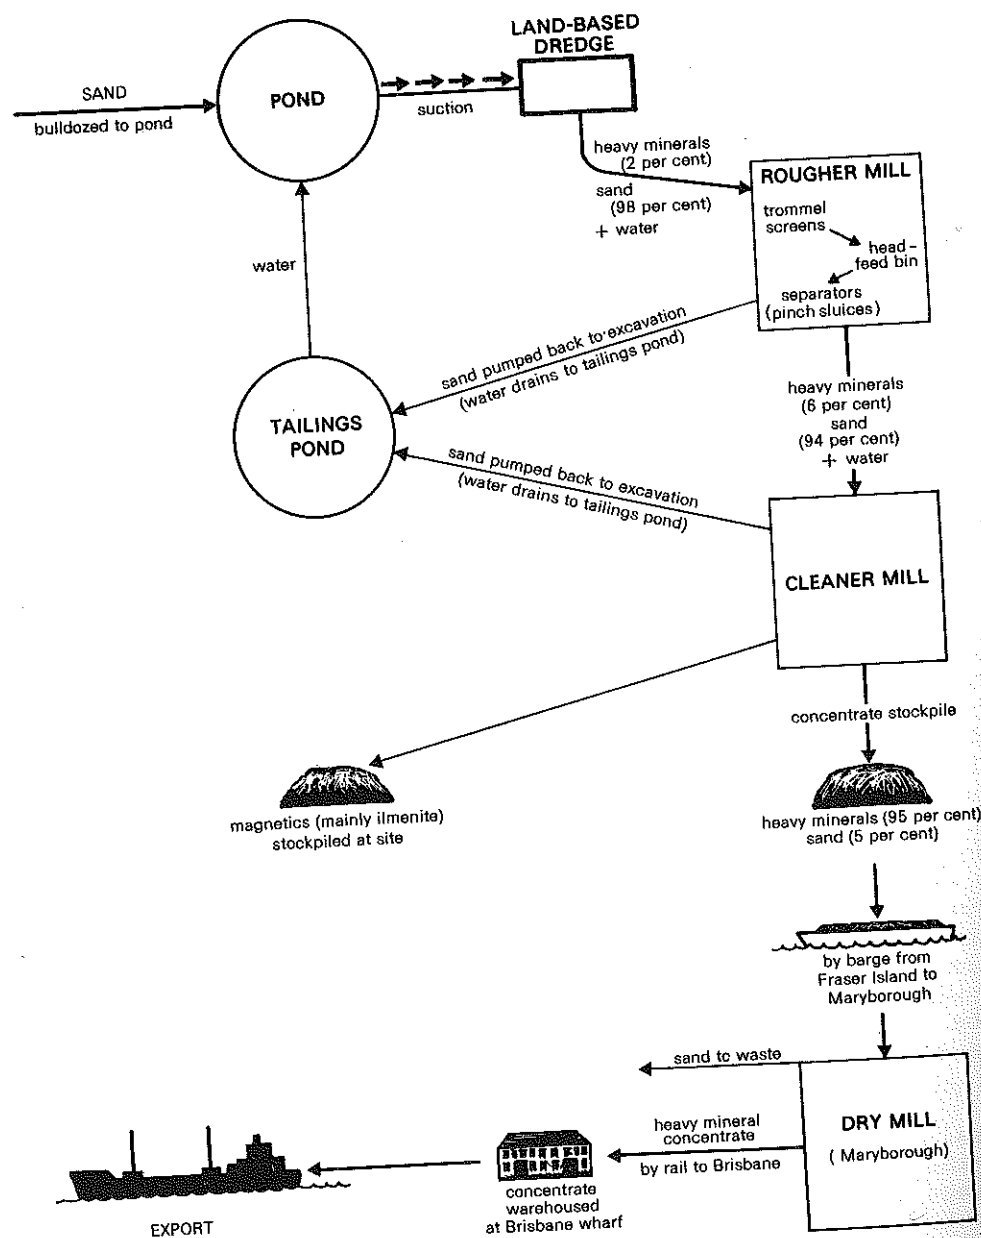 LAND-BASED
DREDGE
SAND
bulldozed to pond
POND
suction
heavy minerals
(2 per cent)
sand
(98 per cent)
+ water
ROUGHER MILL
trommel
screens
head-
feed bin
separators
(pinch sluices)
water
sand pumped back to excavation
(water drains to tailings pond)
heavy minerals
(6 per cent)
sand
(94 per cent)
+ water
TAILINGS
POND
sand pumped back to excavation
(water drains to tailings pond)
CLEANER MILL
concentrate stockpile
magnetics (mainly ilmenite)
stockpiled at site
heavy minerals (95 per cent)
sand (5 per cent)
by barge from
Fraser Island to
Maryborough
sand to waste
DRY MILL
(Maryborough)
heavy mineral
concentrate
by rail to Brisbane
concentrate
warehoused
at Brisbane wharf
EXPORT